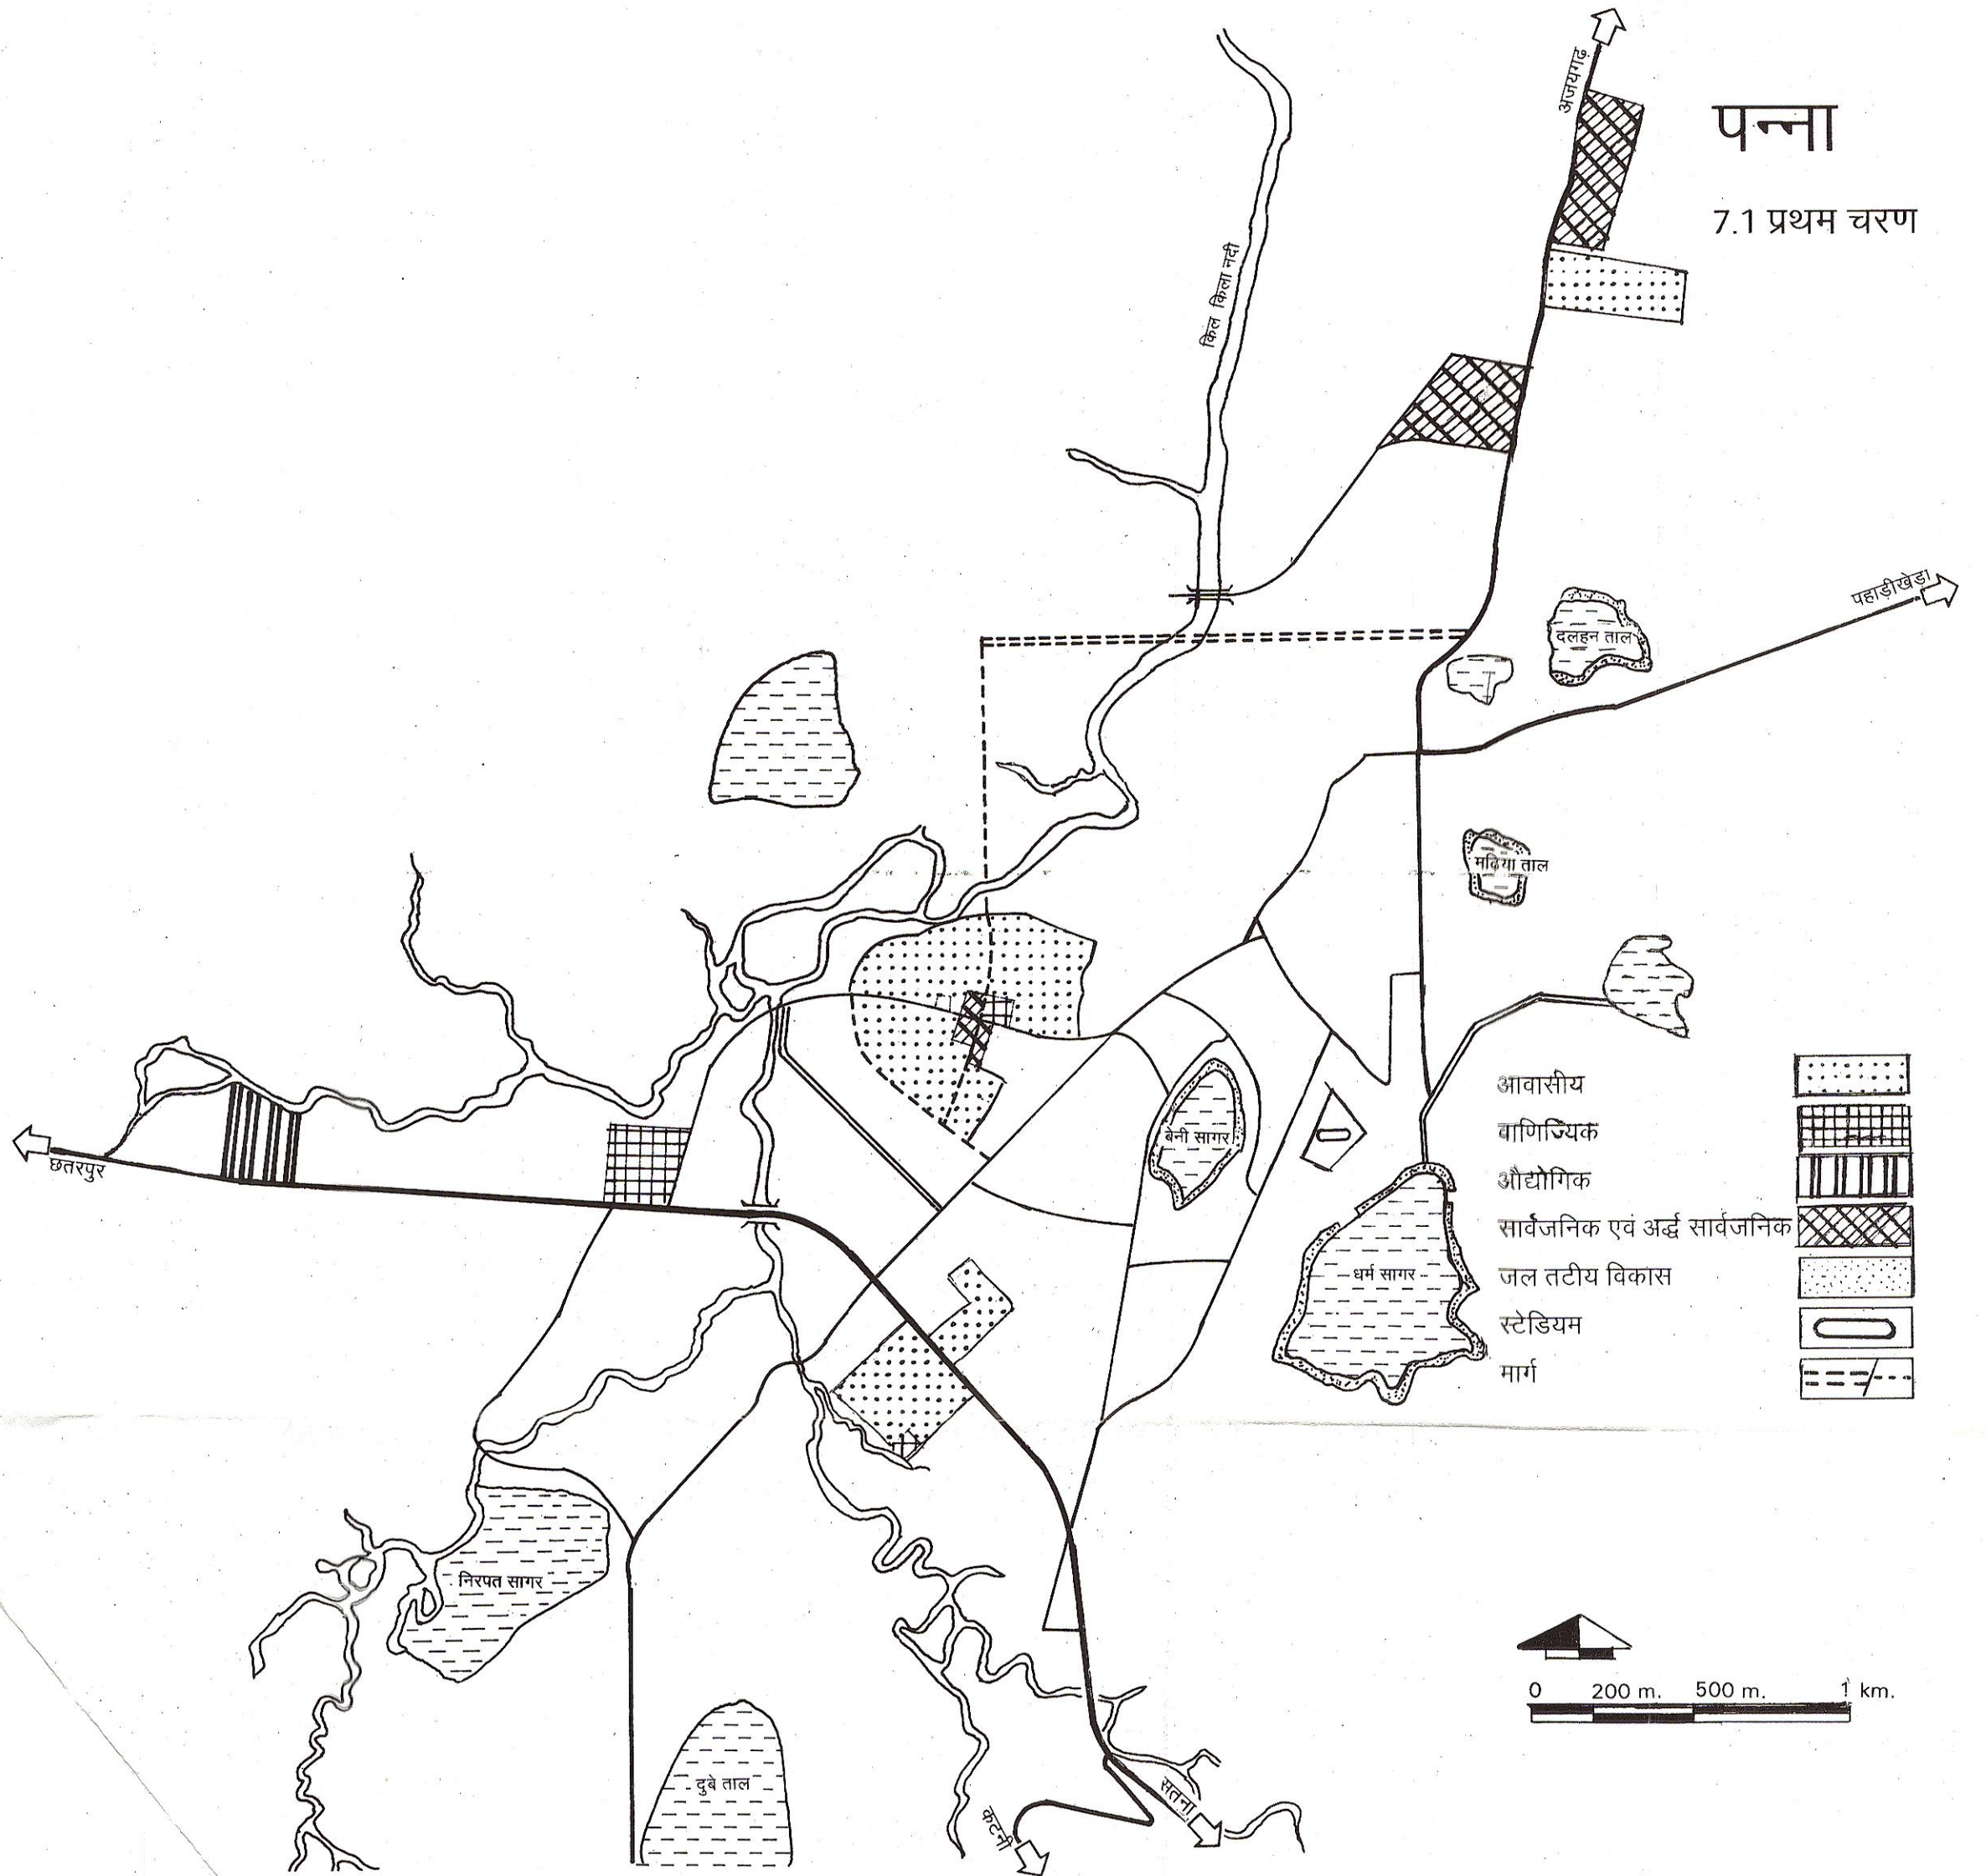 अजयगढ़
पन्ना
7.1 प्रथम चरण
किल किला नदी
पहाड़ीखेड़ा
दलहन ताल
मढ़िया ताल
छतरपुर
बेनी सागर
धर्म सागर
आवासीय
वाणिज्यिक
औद्योगिक
सार्वजनिक एवं अर्द्ध सार्वजनिक
जल तटीय विकास
स्टेडियम
मार्ग
निरपत सागर
दुबे ताल
कटनी
सतना
0 200 m. 500 m. 1 km.